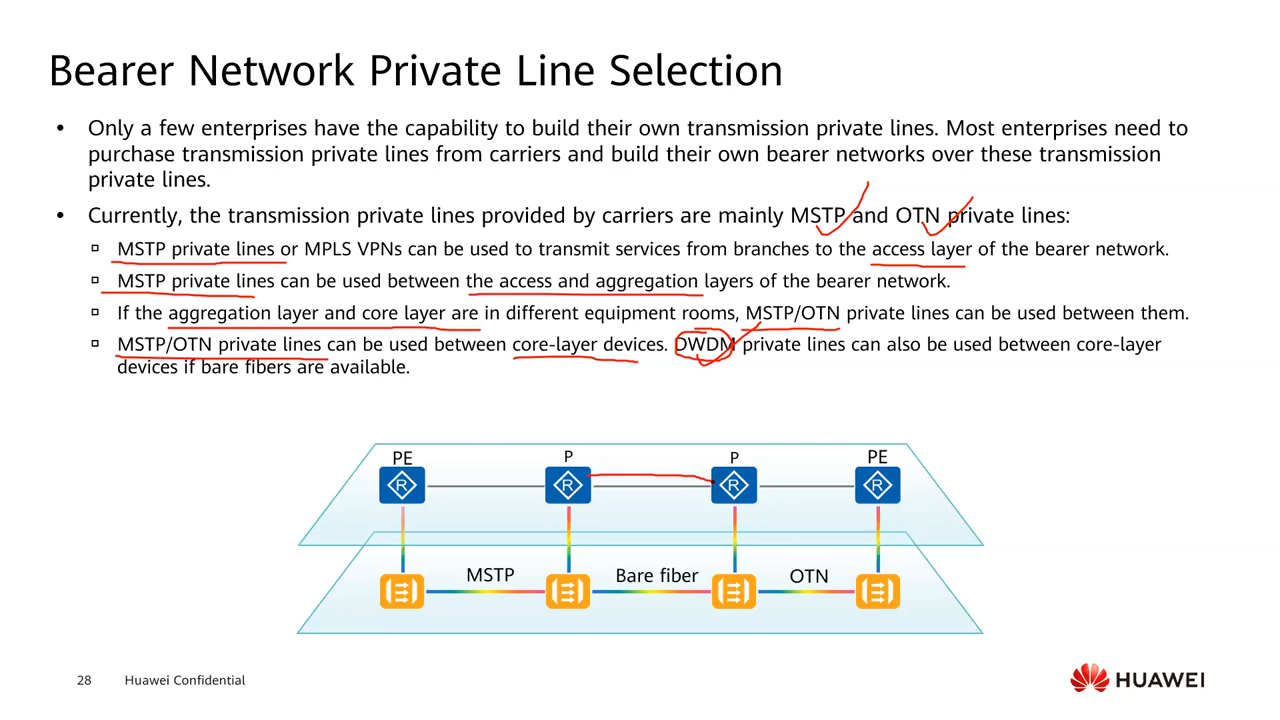 Bearer Network Private Line Selection
• Only a few enterprises have the capability to build their own transmission private lines. Most enterprises need to
purchase transmission private lines from carriers and build their own bearer networks over these transmission
private lines.
• Currently, the transmission private lines provided by carriers are mainly MSTP and OTN private lines:
▫ MSTP private lines or MPLS VPNs can be used to transmit services from branches to the access layer of the bearer network.
▫ MSTP private lines can be used between the access and aggregation layers of the bearer network.
▫ If the aggregation layer and core layer are in different equipment rooms, MSTP/OTN private lines can be used between them.
▫ MSTP/OTN private lines can be used between core-layer devices. DWDM private lines can also be used between core-layer
devices if bare fibers are available.
PE P P PE
R R R R
MSTP Bare fiber OTN
28 Huawei Confidential
HUAWEI